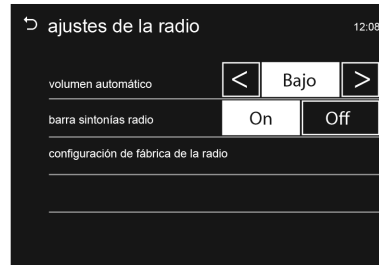 ajustes de la radio 12:08
volumen automático < Bajo >
barra sintonías radio On Off
configuración de fábrica de la radio